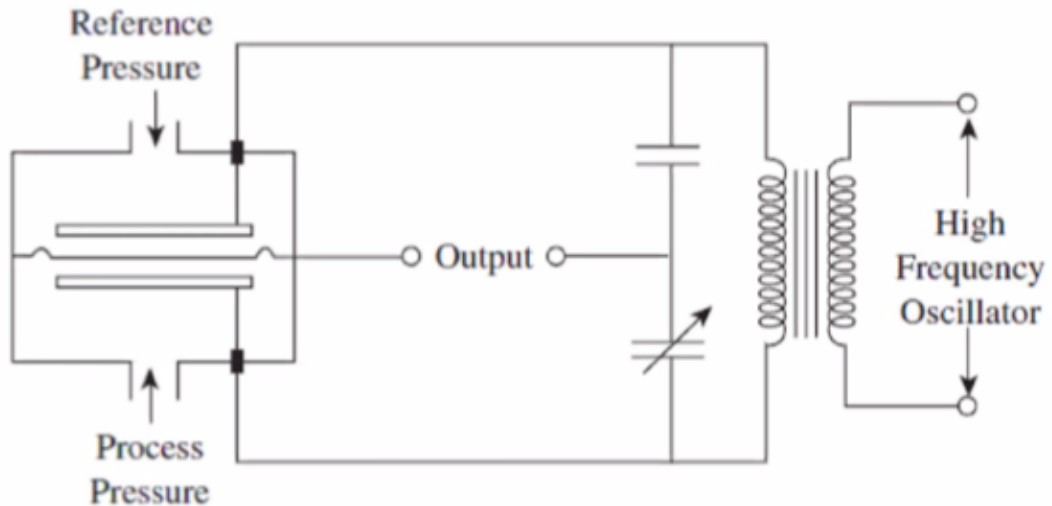 Reference
Pressure
Output
High
Frequency
Oscillator
Process
Pressure